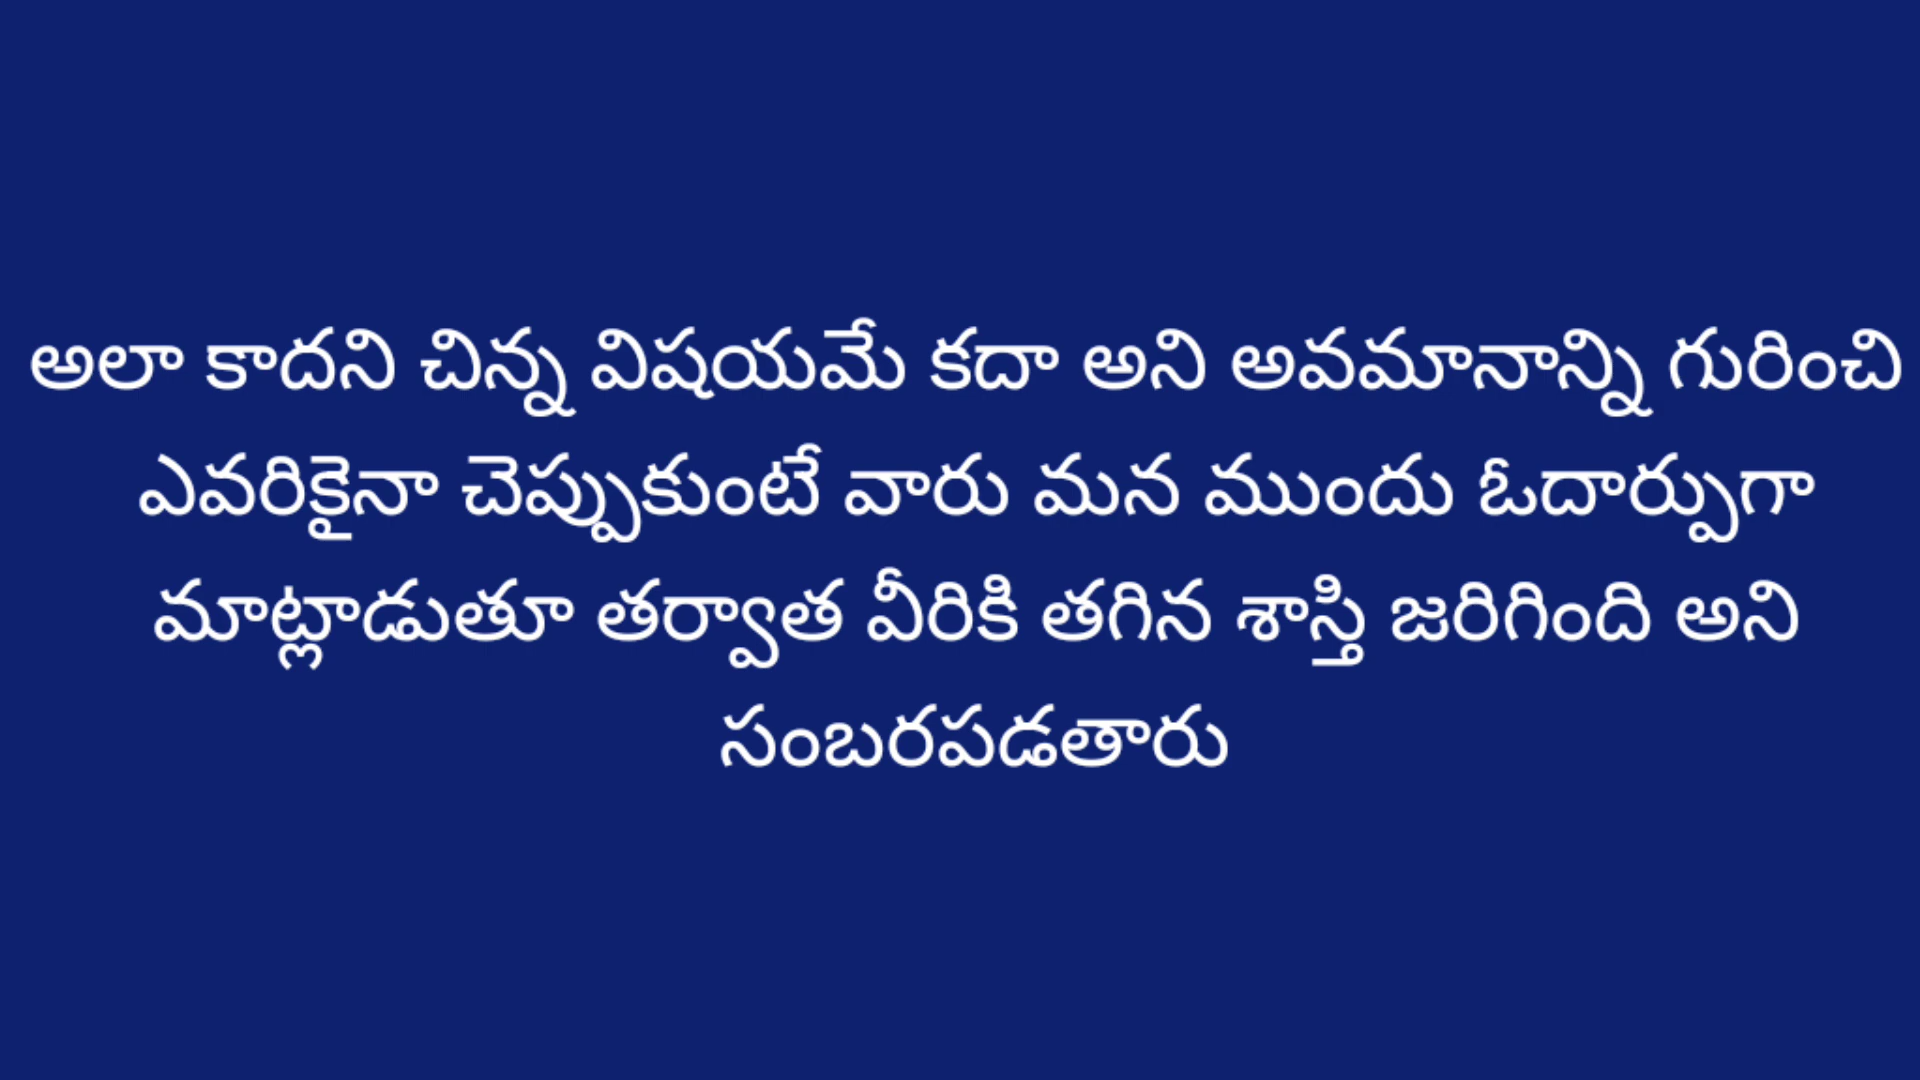 అలా కాదని చిన్న విషయమే కదా అని అవమానాన్ని గురించి
ఎవరికైనా చెప్పుకుంటే వారు మన ముందు ఓదార్పుగా
మాట్లాడుతూ తర్వాత వీరికి తగిన శాస్తి జరిగింది అని
సంబరపడతారు